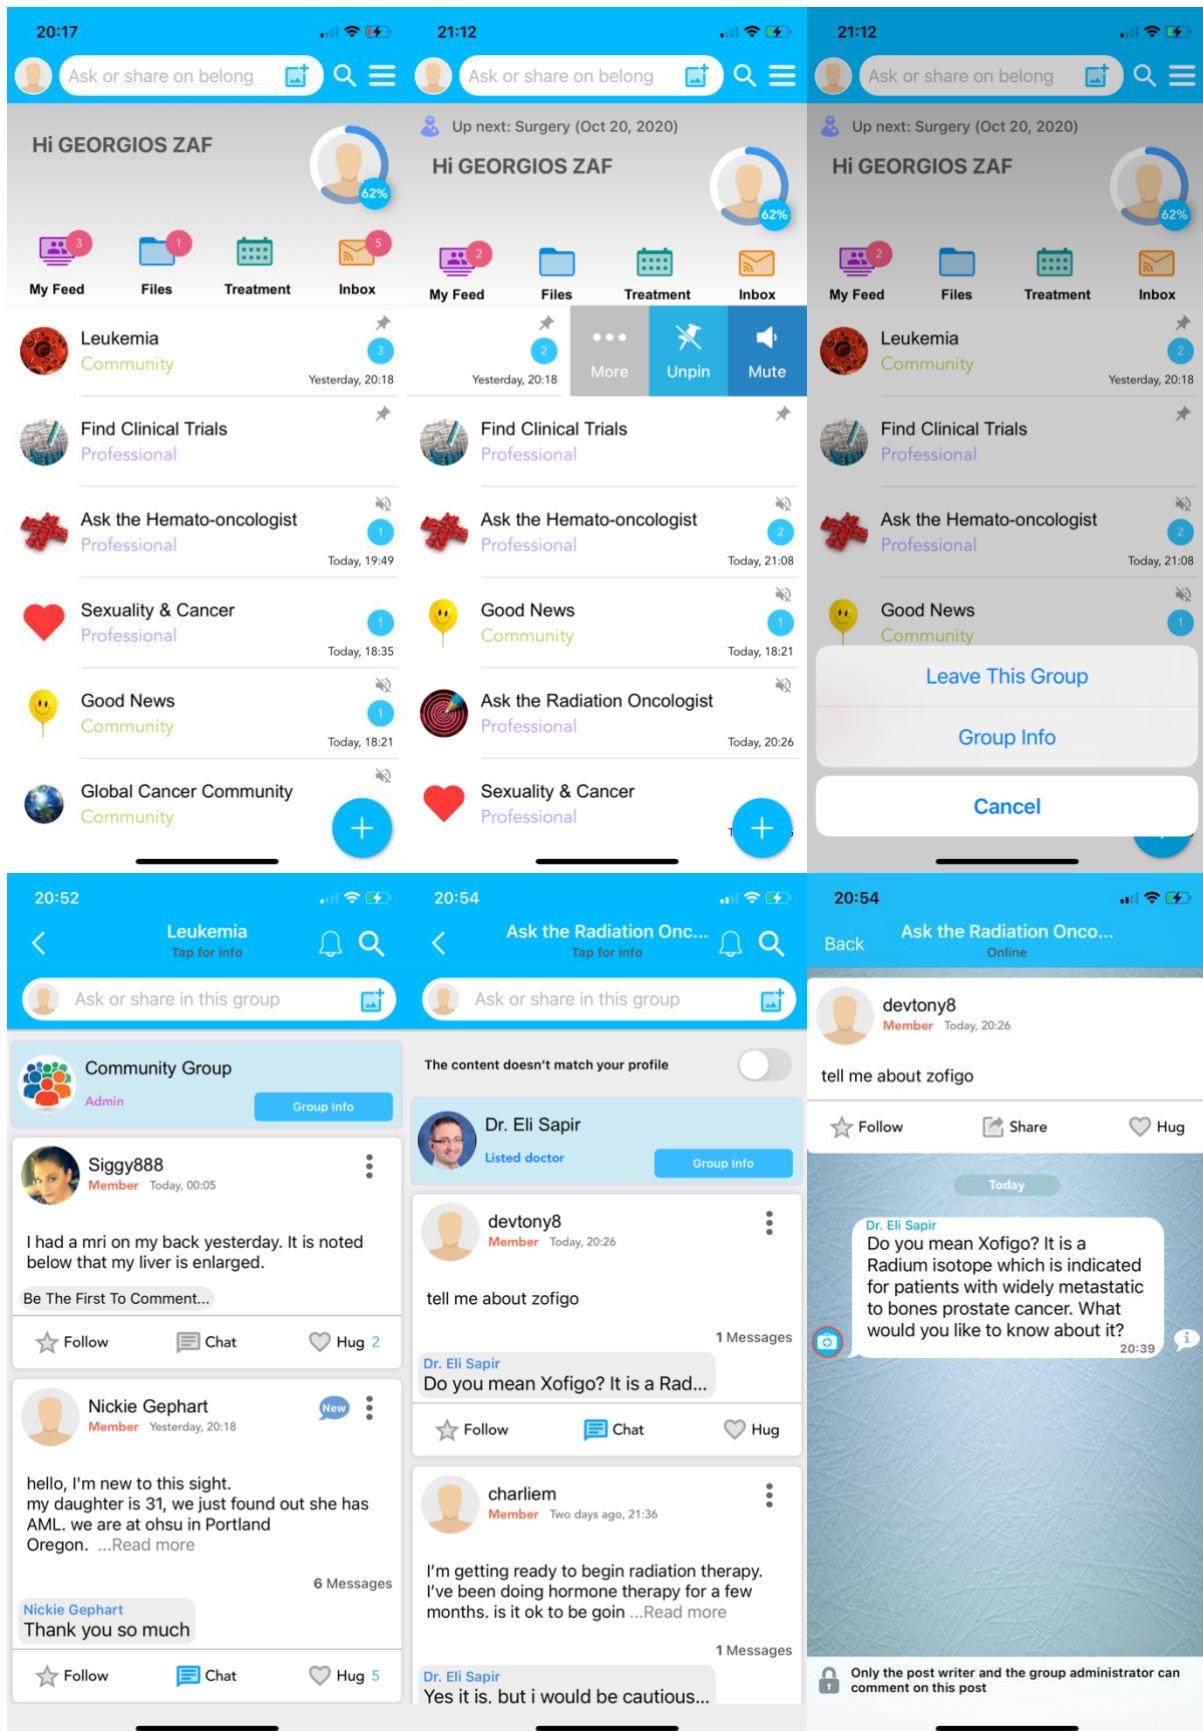 20:17
Ask or share on belong
Hi GEORGIOS ZAF
62%
3
1
5
My Feed
Files
Treatment
Inbox
Leukemia
Community
3
Yesterday, 20:18
Find Clinical Trials
Professional
Ask the Hemato-oncologist
Professional
1
Today, 19:49
Sexuality & Cancer
Professional
1
Today, 18:35
Good News
Community
1
Today, 18:21
Global Cancer Community
Community
+
21:12
Ask or share on belong
Up next: Surgery (Oct 20, 2020)
Hi GEORGIOS ZAF
62%
2
My Feed
Files
Treatment
Inbox
2
Yesterday, 20:18
More
Unpin
Mute
Find Clinical Trials
Professional
Ask the Hemato-oncologist
Professional
2
Today, 21:08
Good News
Community
1
Today, 18:21
Ask the Radiation Oncologist
Professional
Today, 20:26
Sexuality & Cancer
Professional
+
21:12
Ask or share on belong
Up next: Surgery (Oct 20, 2020)
Hi GEORGIOS ZAF
62%
2
My Feed
Files
Treatment
Inbox
Leukemia
Community
2
Yesterday, 20:18
Find Clinical Trials
Professional
Ask the Hemato-oncologist
Professional
2
Today, 21:08
Good News
Community
1
Leave This Group
Group Info
Cancel
20:52
Leukemia
Tap for info
Ask or share in this group
Community Group
Admin
Group Info
Siggy888
Member Today, 00:05
I had a mri on my back yesterday. It is noted
below that my liver is enlarged.
Be The First To Comment...
Follow
Chat
Hug 2
Nickie Gephart
Member Yesterday, 20:18
New
hello, I'm new to this sight.
my daughter is 31, we just found out she has
AML. we are at ohsu in Portland
Oregon. ...Read more
6 Messages
Nickie Gephart
Thank you so much
Follow
Chat
Hug 5
20:54
Ask the Radiation Onc...
Tap for info
Ask or share in this group
The content doesn't match your profile
Dr. Eli Sapir
Listed doctor
Group Info
devtony8
Member Today, 20:26
tell me about zofigo
1 Messages
Dr. Eli Sapir
Do you mean Xofigo? It is a Rad...
Follow
Chat
Hug
charliem
Member Two days ago, 21:36
I'm getting ready to begin radiation therapy.
I've been doing hormone therapy for a few
months. is it ok to be goin ...Read more
1 Messages
Dr. Eli Sapir
Yes it is, but i would be cautious...
20:54
Back
Ask the Radiation Onco...
Online
devtony8
Member Today, 20:26
tell me about zofigo
Follow
Share
Hug
Today
Dr. Eli Sapir
Do you mean Xofigo? It is a
Radium isotope which is indicated
for patients with widely metastatic
to bones prostate cancer. What
would you like to know about it?
20:39
Only the post writer and the group administrator can
comment on this post